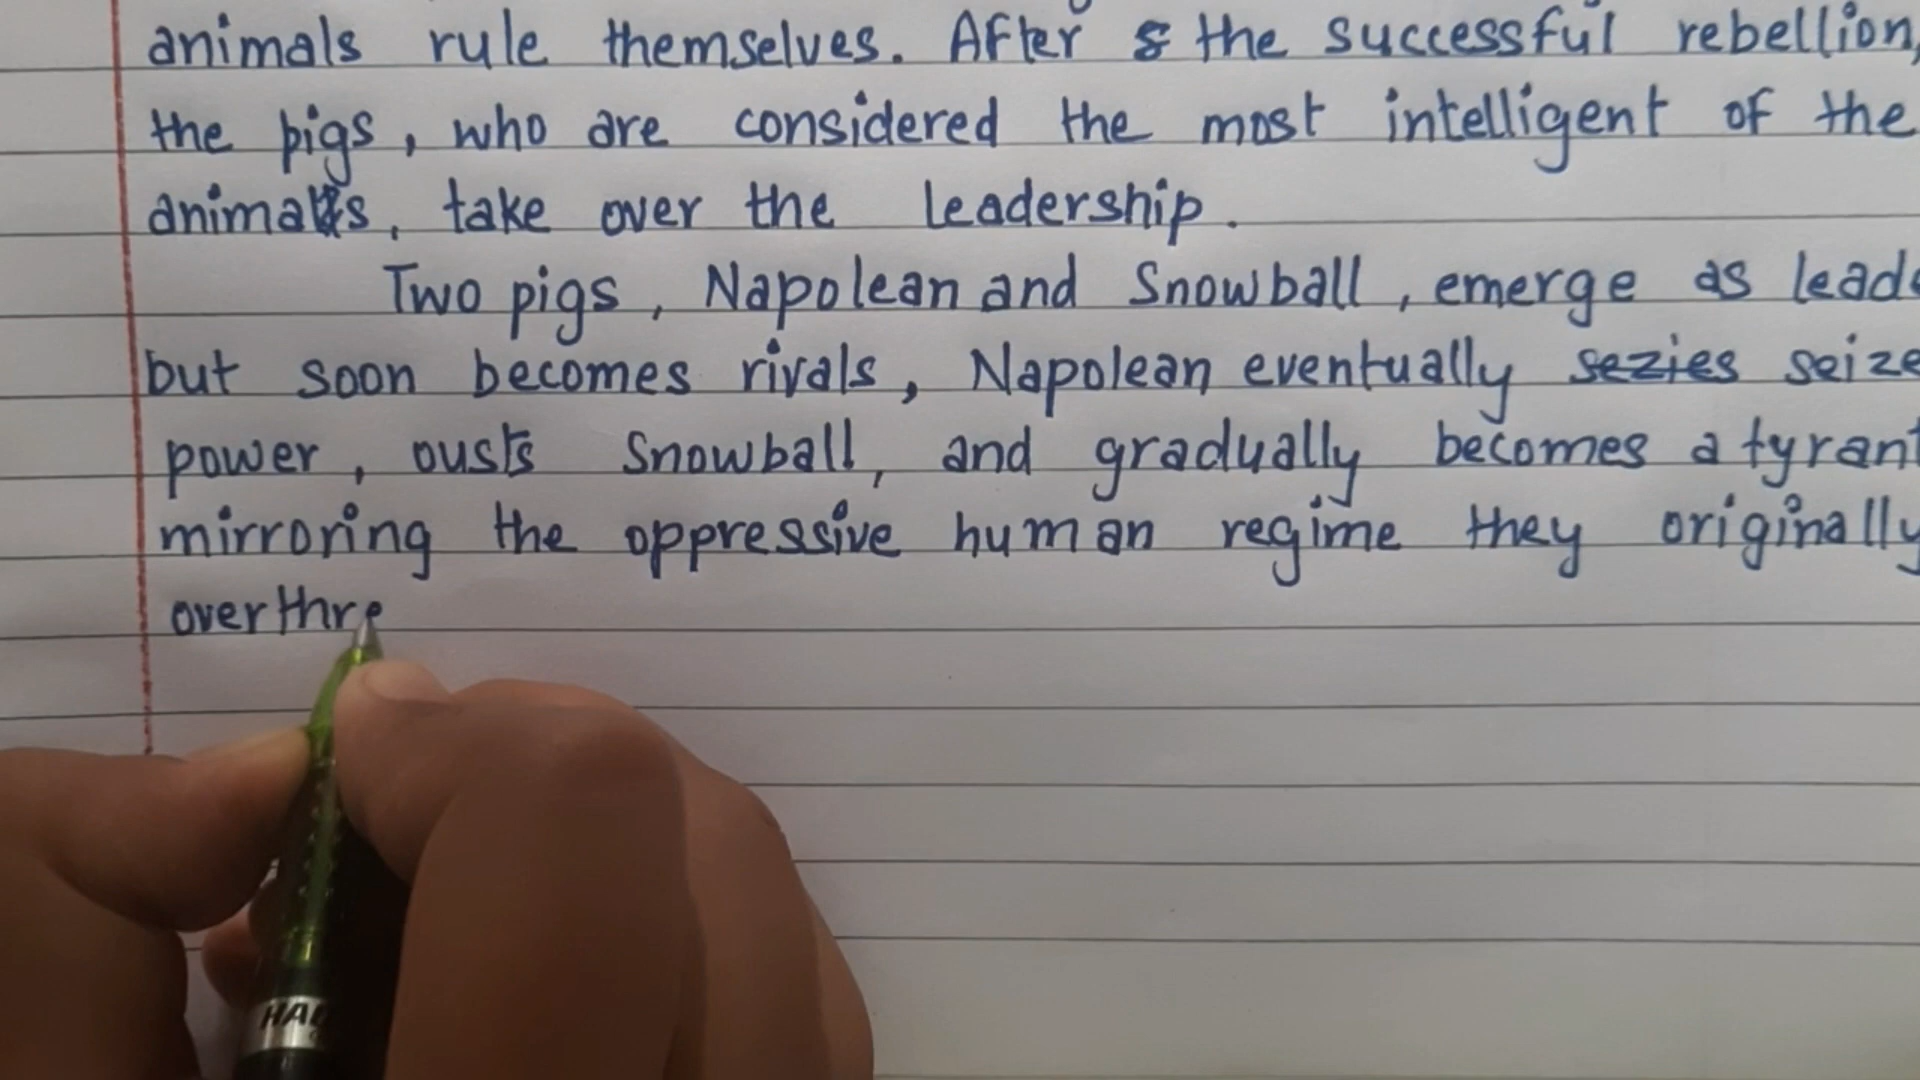 animals rule themselves. After s the successful rebellion,
the pigs, who are considered the most intelligent of the
animals, take over the leadership.
Two pigs, Napolean and Snowball, emerge as lead
but soon becomes rivals, Napolean eventually sezies seize
power, ousts Snowball, and gradually becomes a tyrant
mirroring the oppressive human regime they originally
overthre
HA